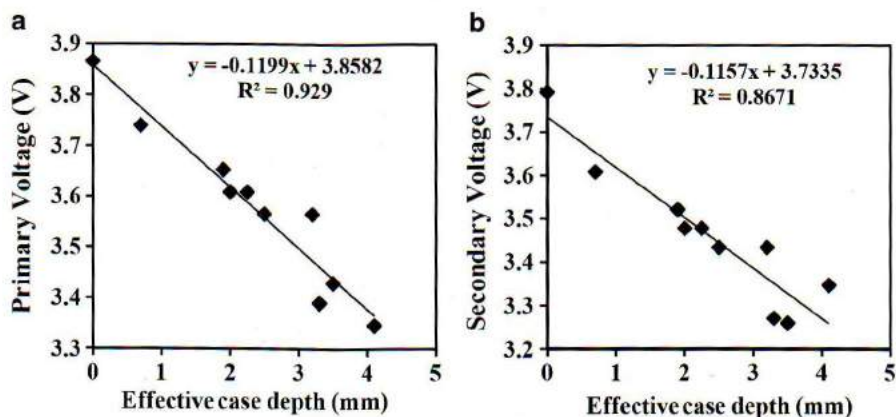 a
3.9
3.8
3.7
3.6
3.5
3.4
3.3
Primary Voltage (V)
y = -0.1199x + 3.8582
R² = 0.929
0 1 2 3 4 5
Effective case depth (mm)
b
3.9
3.8
3.7
3.6
3.5
3.4
3.3
3.2
Secondary Voltage (V)
y = -0.1157x + 3.7335
R² = 0.8671
0 1 2 3 4 5
Effective case depth (mm)